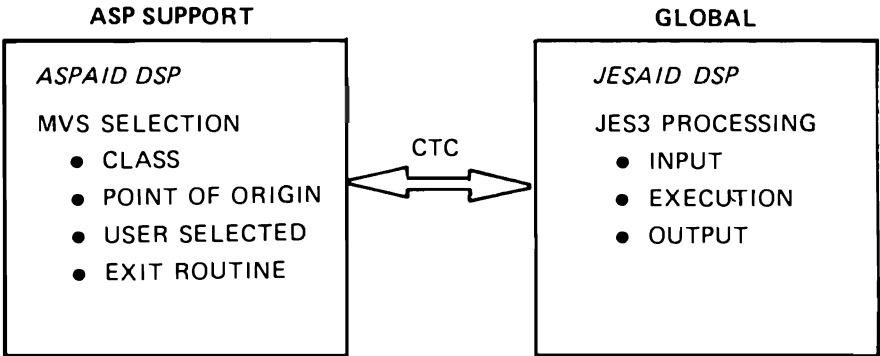 ASP SUPPORT
ASPAID DSP
MVS SELECTION
● CLASS
● POINT OF ORIGIN
● USER SELECTED
● EXIT ROUTINE
CTC
GLOBAL
JESAID DSP
JES3 PROCESSING
● INPUT
● EXECUTION
● OUTPUT